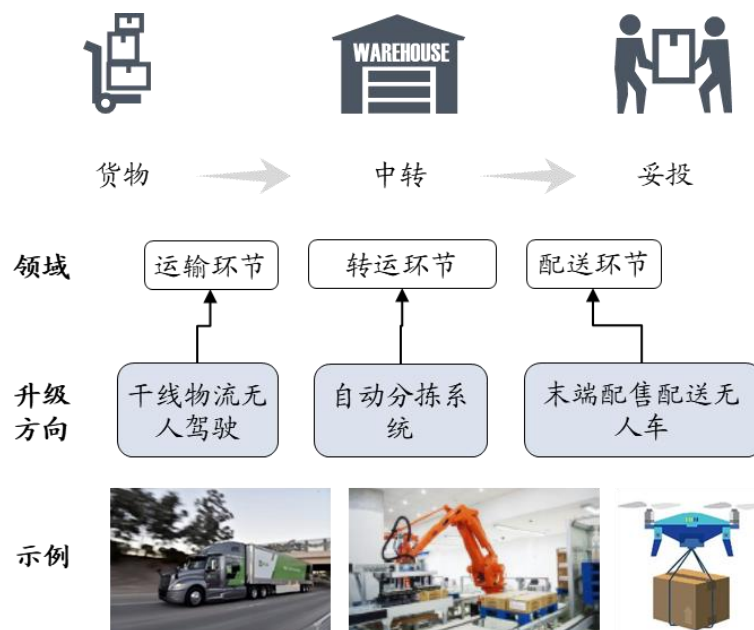 WAREHOUSE
货物
中转
妥投
领域
运输环节
转运环节
配送环节
升级
方向
干线物流无
人驾驶
自动分拣系
统
末端配售配送无
人车
示例